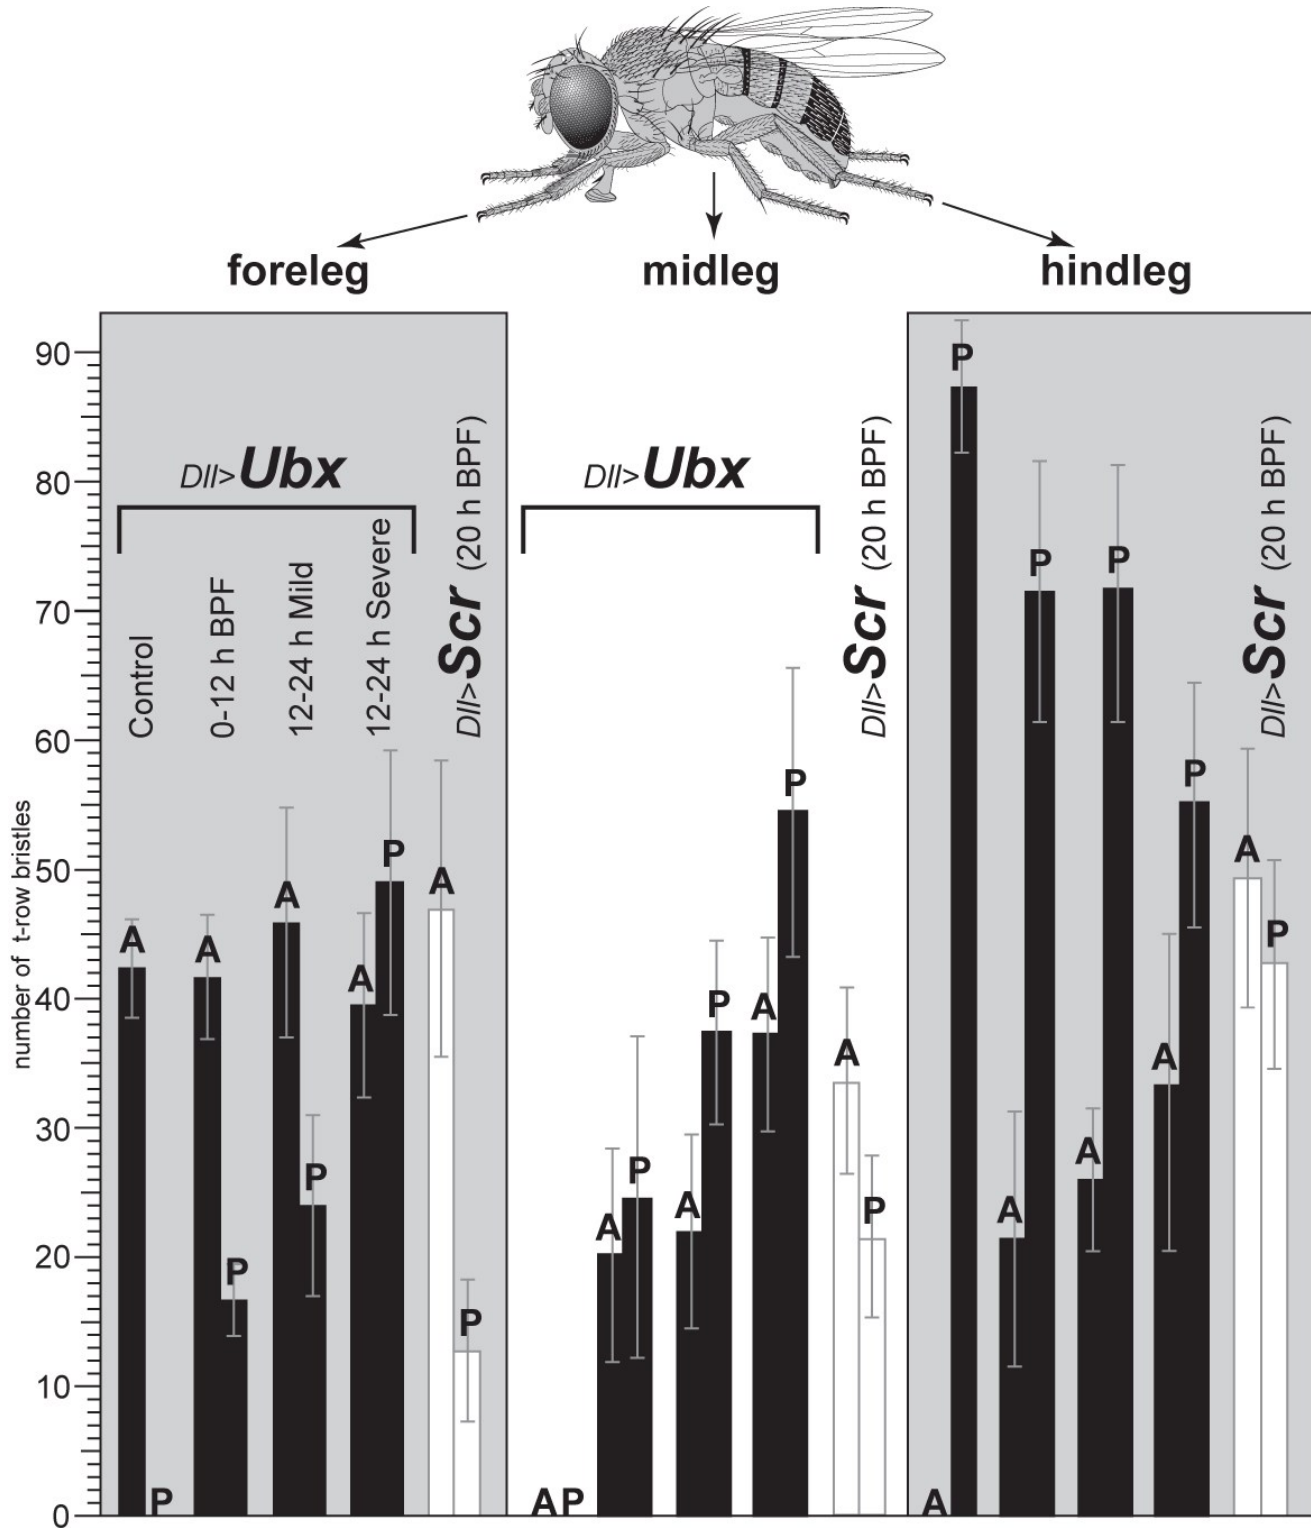 foreleg midleg hindleg
number of t-row bristles
90
80
70
60
50
40
30
20
10
0
Dll>Ubx
Control
0-12 h BPF
12-24 h Mild
12-24 h Severe
Dll>Scr (20 h BPF)
A
P
A
P
A
P
A
P
A
P
Dll>Ubx
Dll>Scr (20 h BPF)
A P
A
P
A
P
A
P
A
P
Dll>Scr (20 h BPF)
A
P
A
P
A
P
A
P
A
P